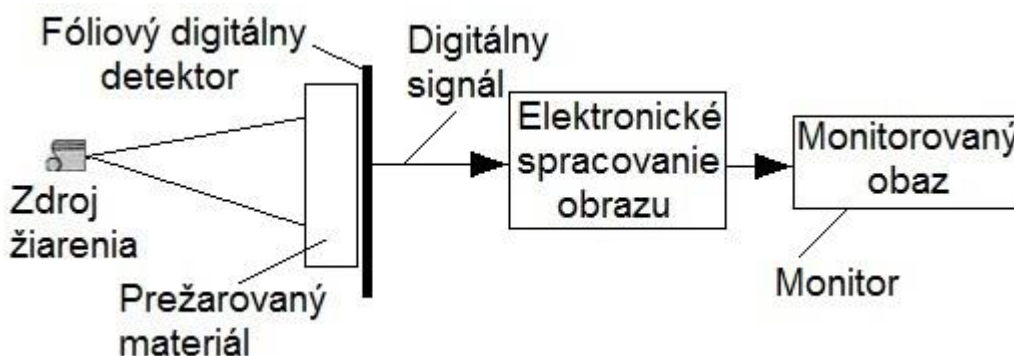 Fóliový digitálny
detektor
Digitálny
signál
Elektronické
spracovanie
obrazu
Monitorovaný
obaz
Zdroj
žiarenia
Prežarovaný
materiál
Monitor